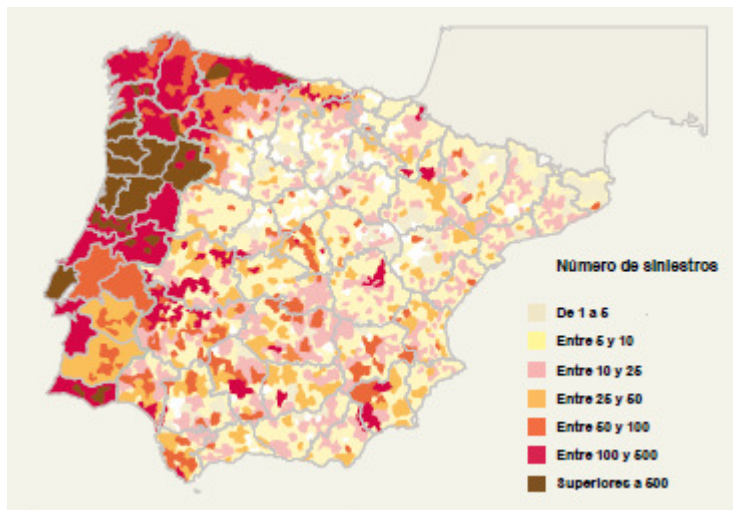 Número de siniestros
De 1 a 5
Entre 5 y 10
Entre 10 y 25
Entre 25 y 50
Entre 50 y 100
Entre 100 y 500
Superiores a 500